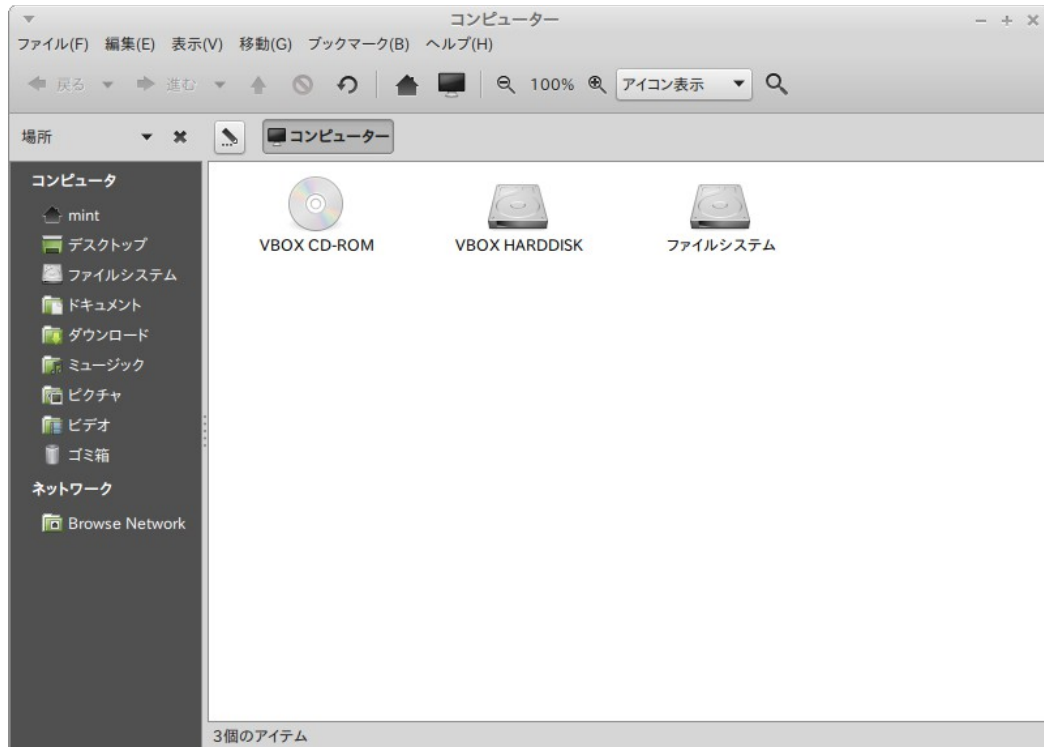 コンピューター
ファイル(F) 編集(E) 表示(V) 移動(G) ブックマーク(B) ヘルプ(H)
戻る 進む 100% アイコン表示
場所 コンピューター
コンピュータ
mint
デスクトップ
ファイルシステム
ドキュメント
ダウンロード
ミュージック
ピクチャ
ビデオ
ゴミ箱
ネットワーク
Browse Network
VBOX CD-ROM VBOX HARDDISK ファイルシステム
3個のアイテム